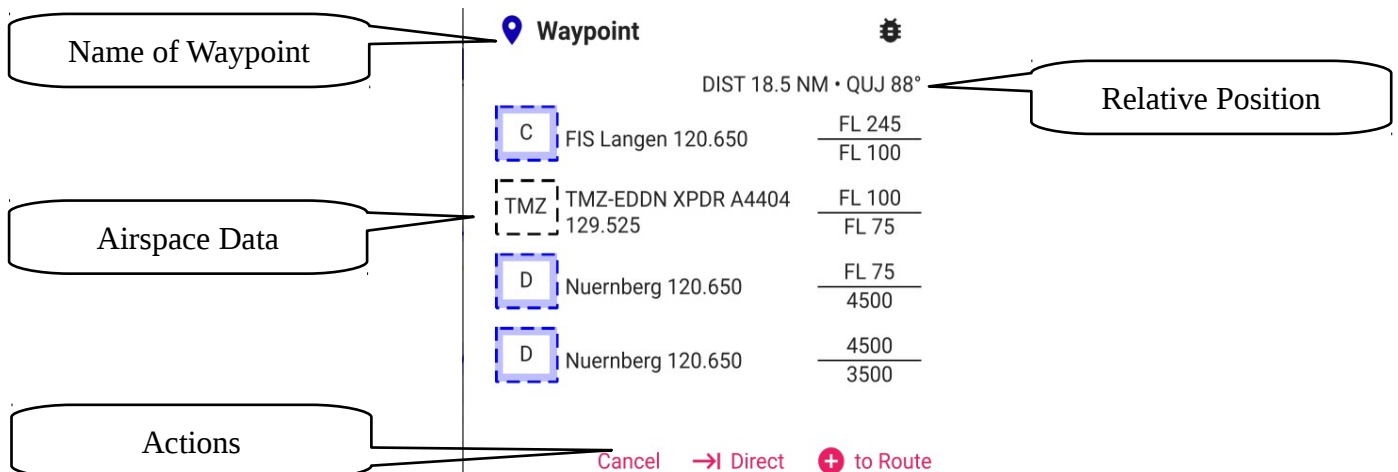 Name of Waypoint
Waypoint
DIST 18.5 NM • QUJ 88°
Relative Position
C
FIS Langen 120.650
FL 245
FL 100
Airspace Data
TMZ
TMZ-EDDN XPDR A4404
129.525
FL 100
FL 75
D
Nuernberg 120.650
FL 75
4500
D
Nuernberg 120.650
4500
3500
Actions
Cancel
Direct
to Route